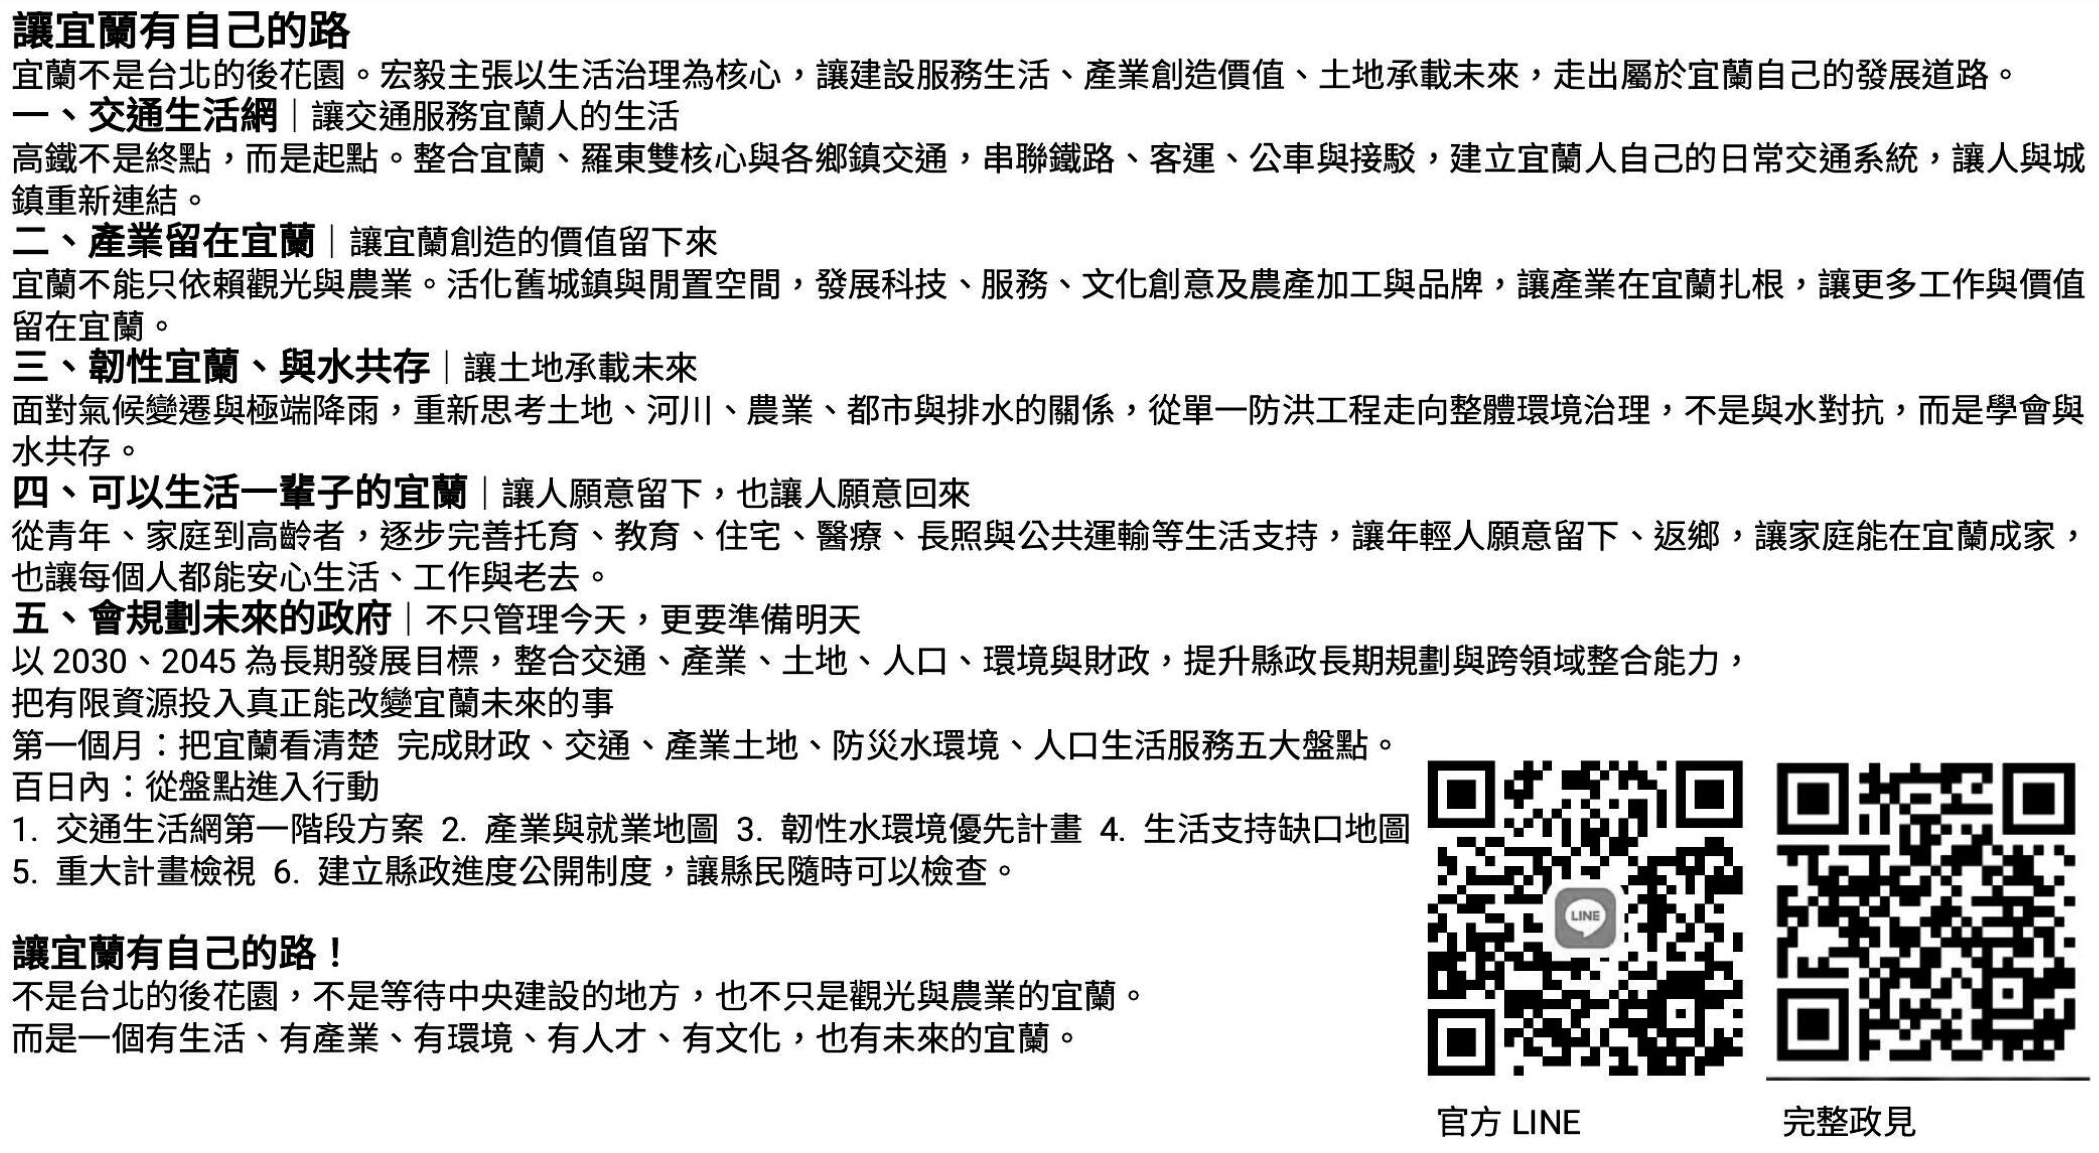 讓宜蘭有自己的路
宜蘭不是台北的後花園。宏毅主張以生活治理為核心，讓建設服務生活、產業創造價值、土地承載未來，走出屬於宜蘭自己的發展道路。
一、交通生活網｜讓交通服務宜蘭人的生活
高鐵不是終點，而是起點。整合宜蘭、羅東雙核心與各鄉鎮交通，串聯鐵路、客運、公車與接駁，建立宜蘭人自己的日常交通系統，讓人與城
鎮重新連結。
二、產業留在宜蘭｜讓宜蘭創造的價值留下來
宜蘭不能只依賴觀光與農業。活化舊城鎮與閒置空間，發展科技、服務、文化創意及農產加工與品牌，讓產業在宜蘭扎根，讓更多工作與價值
留在宜蘭。
三、韌性宜蘭、與水共存｜讓土地承載未來
面對氣候變遷與極端降雨，重新思考土地、河川、農業、都市與排水的關係，從單一防洪工程走向整體環境治理，不是與水對抗，而是學會與
水共存。
四、可以生活一輩子的宜蘭｜讓人願意留下，也讓人願意回來
從青年、家庭到高齡者，逐步完善托育、教育、住宅、醫療、長照與公共運輸等生活支持，讓年輕人願意留下、返鄉，讓家庭能在宜蘭成家，
也讓每個人都能安心生活、工作與老去。
五、會規劃未來的政府｜不只管理今天，更要準備明天
以 2030、2045 為長期發展目標，整合交通、產業、土地、人口、環境與財政，提升縣政長期規劃與跨領域整合能力，
把有限資源投入真正能改變宜蘭未來的事
第一個月：把宜蘭看清楚 完成財政、交通、產業土地、防災水環境、人口生活服務五大盤點。
百日內：從盤點進入行動
1. 交通生活網第一階段方案 2. 產業與就業地圖 3. 韌性水環境優先計畫 4. 生活支持缺口地圖
5. 重大計畫檢視 6. 建立縣政進度公開制度，讓縣民隨時可以檢查。
讓宜蘭有自己的路！
不是台北的後花園，不是等待中央建設的地方，也不只是觀光與農業的宜蘭。
而是一個有生活、有產業、有環境、有人才、有文化，也有未來的宜蘭。
LINE
官方 LINE
完整政見